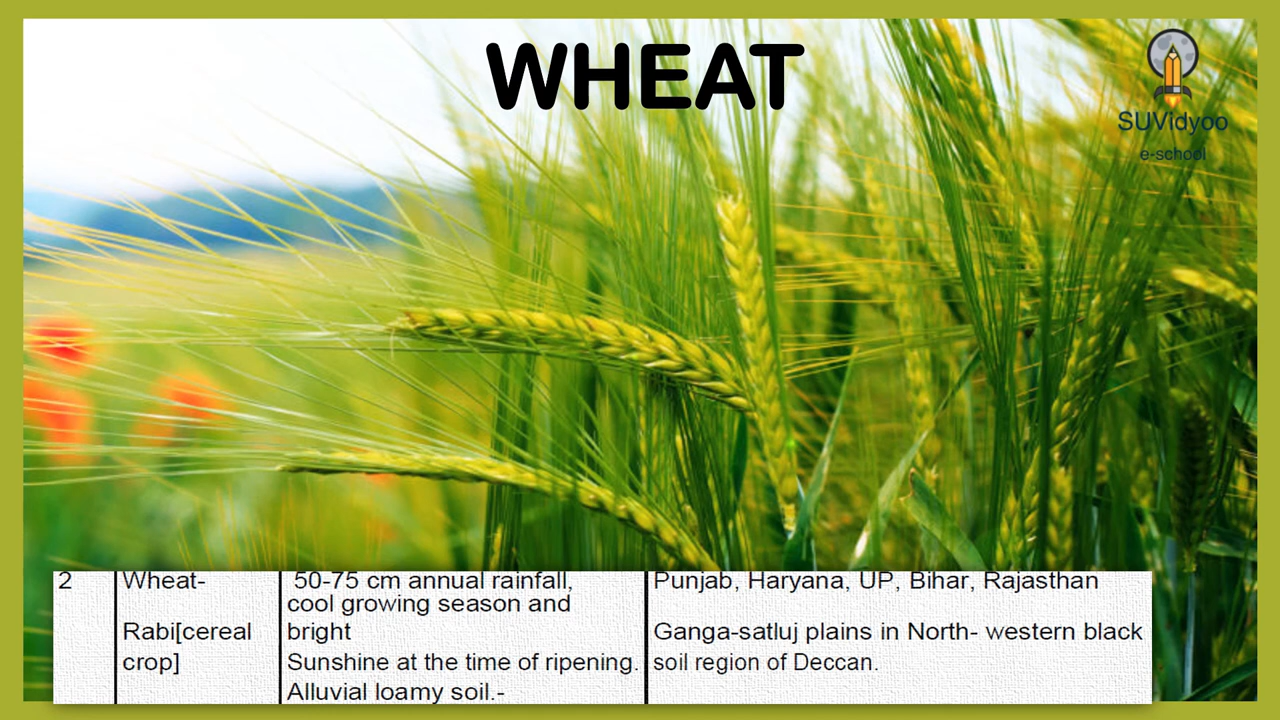 WHEAT
SUVidyoo
e-school
2
Wheat-
Rabi[cereal
crop]
50-75 cm annual rainfall,
cool growing season and
bright
Sunshine at the time of ripening.
Alluvial loamy soil.-
Punjab, Haryana, UP, Bihar, Rajasthan
Ganga-satluj plains in North- western black
soil region of Deccan.